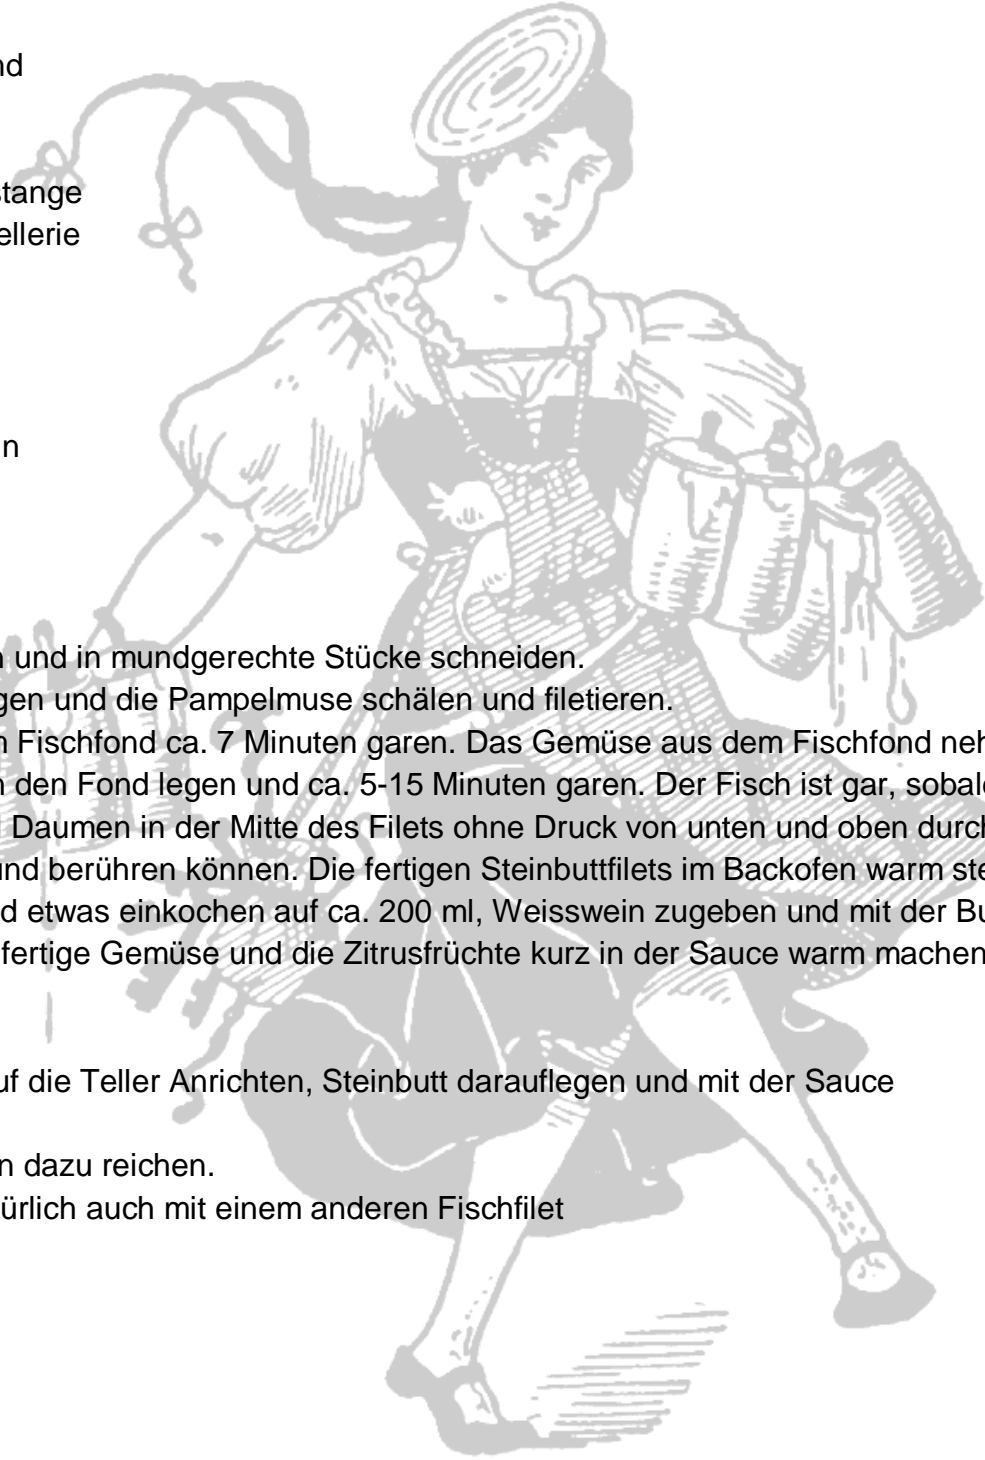 nd
tange
ellerie
n
n und in mundgerechte Stücke schneiden.
gen und die Pampelmuse schälen und filetieren.
n Fischfond ca. 7 Minuten garen. Das Gemüse aus dem Fischfond neh
n den Fond legen und ca. 5-15 Minuten garen. Der Fisch ist gar, sobald
Daumen in der Mitte des Filets ohne Druck von unten und oben durch
und berühren können. Die fertigen Steinbuttfilets im Backofen warm ste
d etwas einkochen auf ca. 200 ml, Weisswein zugeben und mit der Bu
fertige Gemüse und die Zitrusfrüchte kurz in der Sauce warm machen
uf die Teller Anrichten, Steinbutt darauflegen und mit der Sauce
n dazu reichen.
ürlich auch mit einem anderen Fischfilet